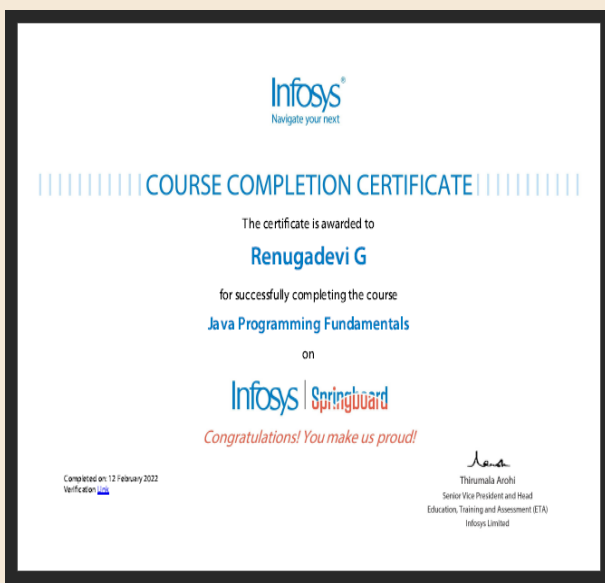 Infosys®
Navigate your next
COURSE COMPLETION CERTIFICATE
The certificate is awarded to
Renugadevi G
for successfully completing the course
Java Programming Fundamentals
on
Infosys | Springboard
Congratulations! You make us proud!
Completed on: 12 February 2022
Verification Link
Thirumala Arohi
Senior Vice President and Head
Education, Training and Assessment (ETA)
Infosys Limited